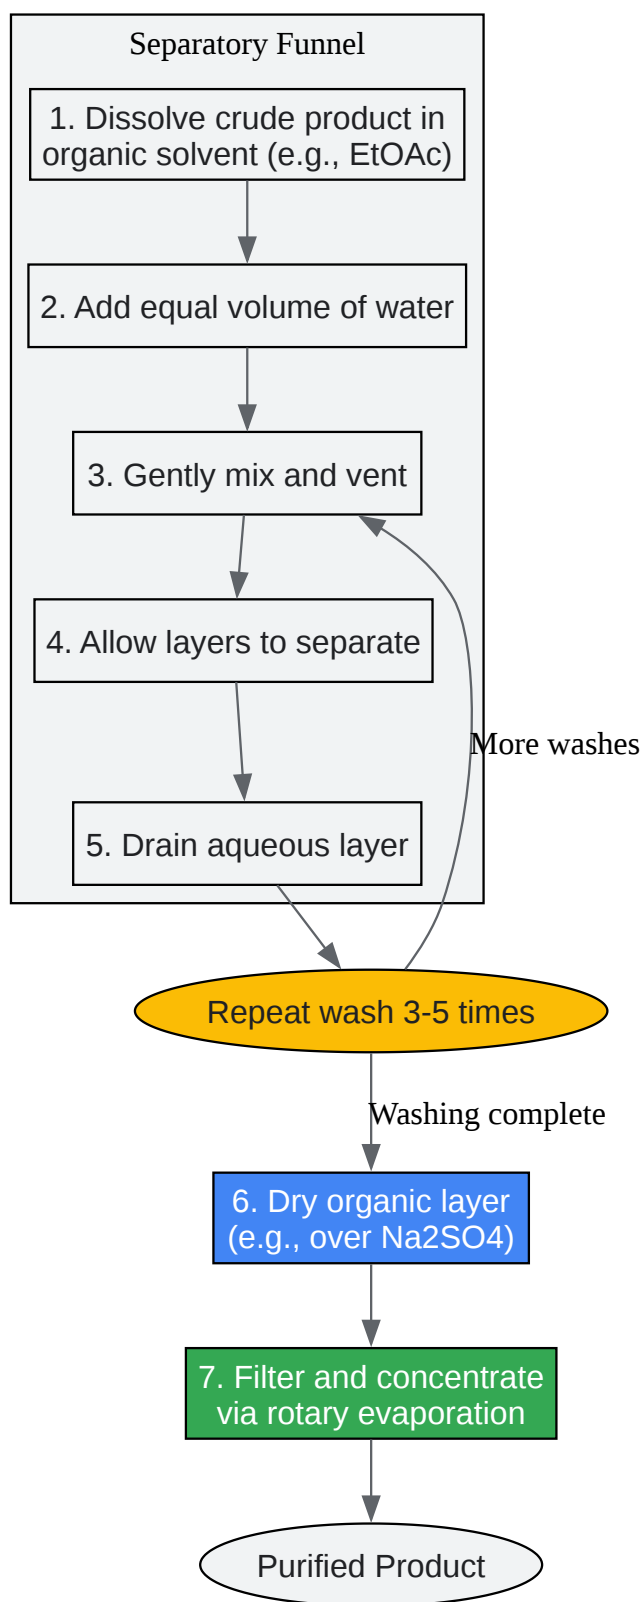 Separatory Funnel
1. Dissolve crude product in
organic solvent (e.g., EtOAc)
2. Add equal volume of water
3. Gently mix and vent
4. Allow layers to separate
More washes
5. Drain aqueous layer
Repeat wash 3-5 times
Washing complete
6. Dry organic layer
(e.g., over Na2SO4)
7. Filter and concentrate
via rotary evaporation
Purified Product